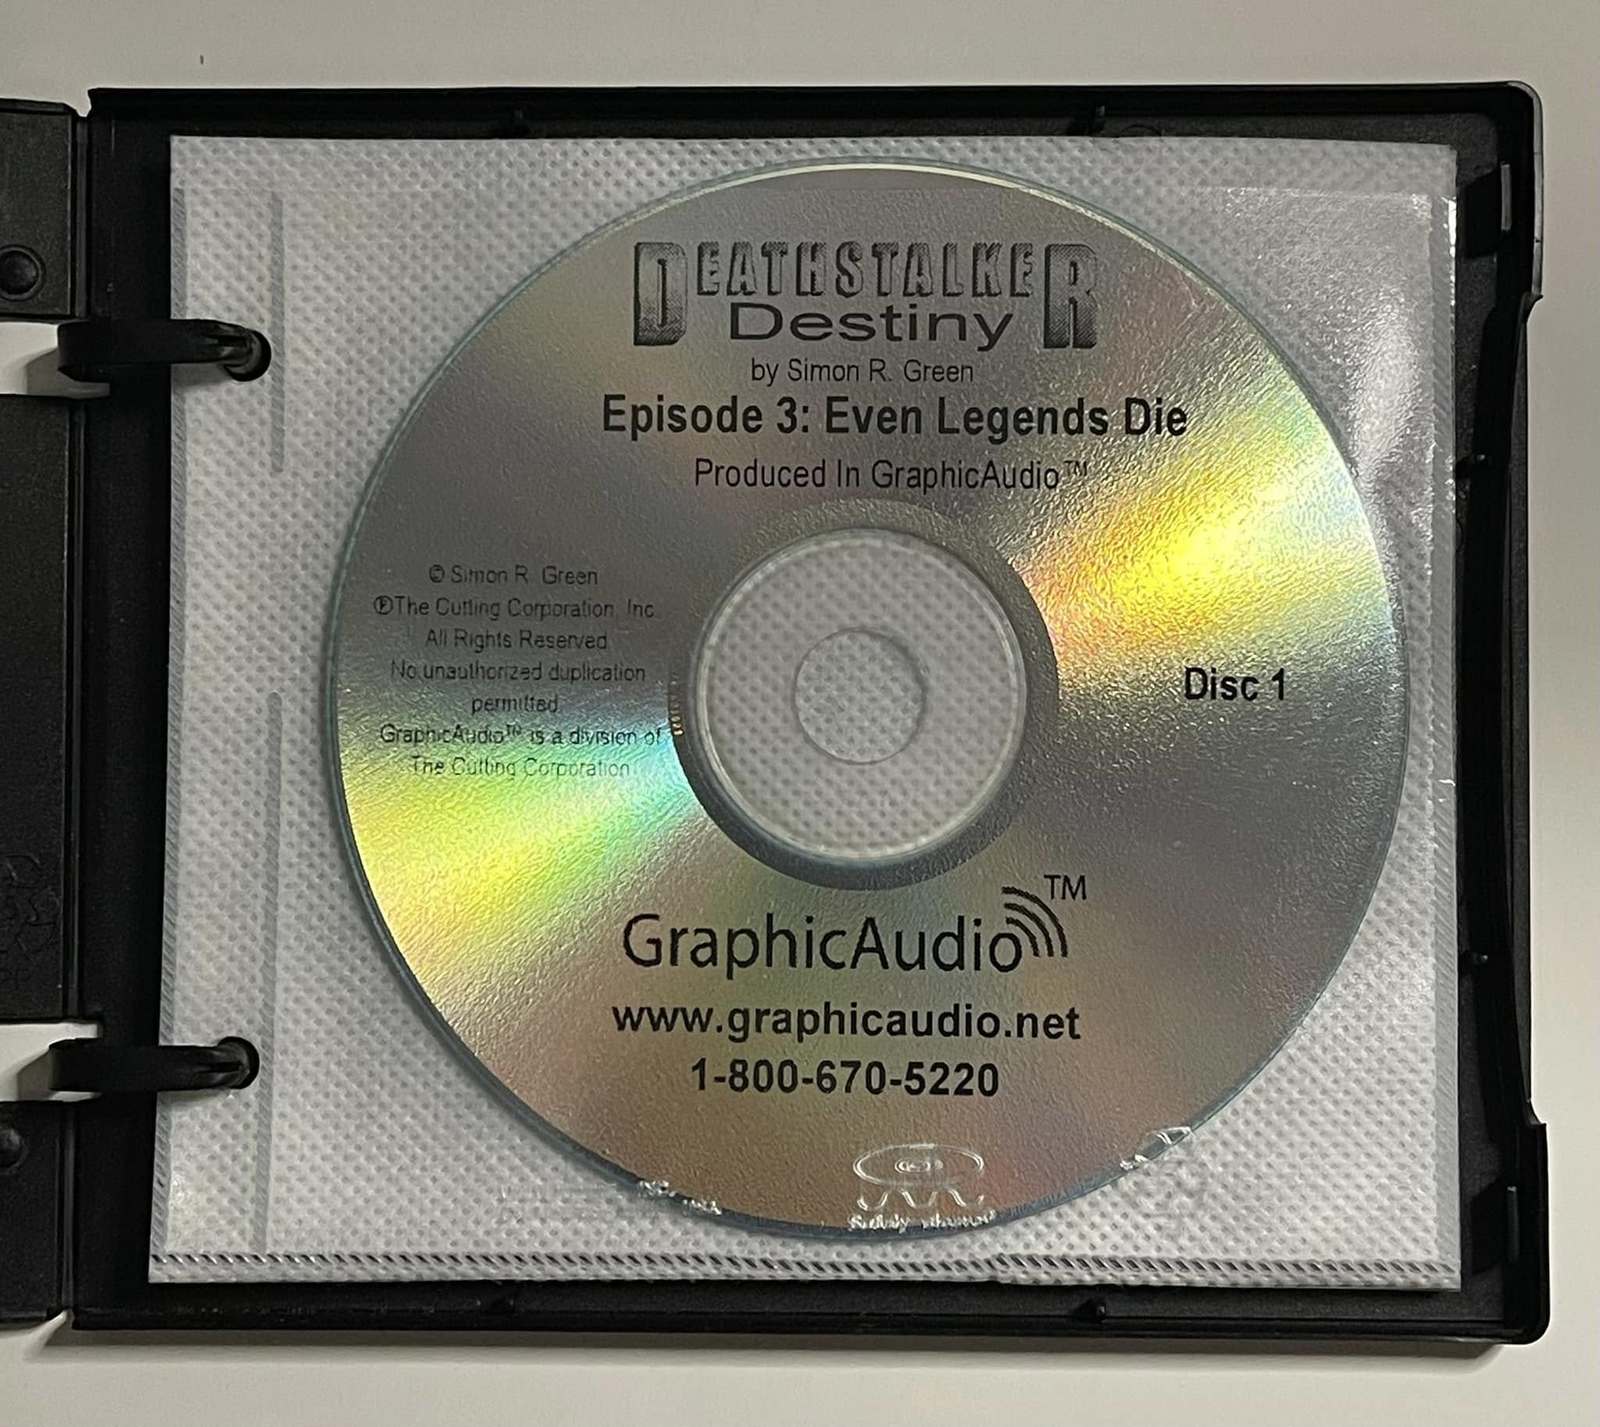 DEATHSTALKER
Destiny
by Simon R. Green
Episode 3: Even Legends Die
Produced In GraphicAudio™
© Simon R. Green
℗The Cutting Corporation, Inc.
All Rights Reserved
No unauthorized duplication
permitted.
GraphicAudio™ is a division of
The Cutting Corporation
Disc 1
GraphicAudio™
www.graphicaudio.net
1-800-670-5220